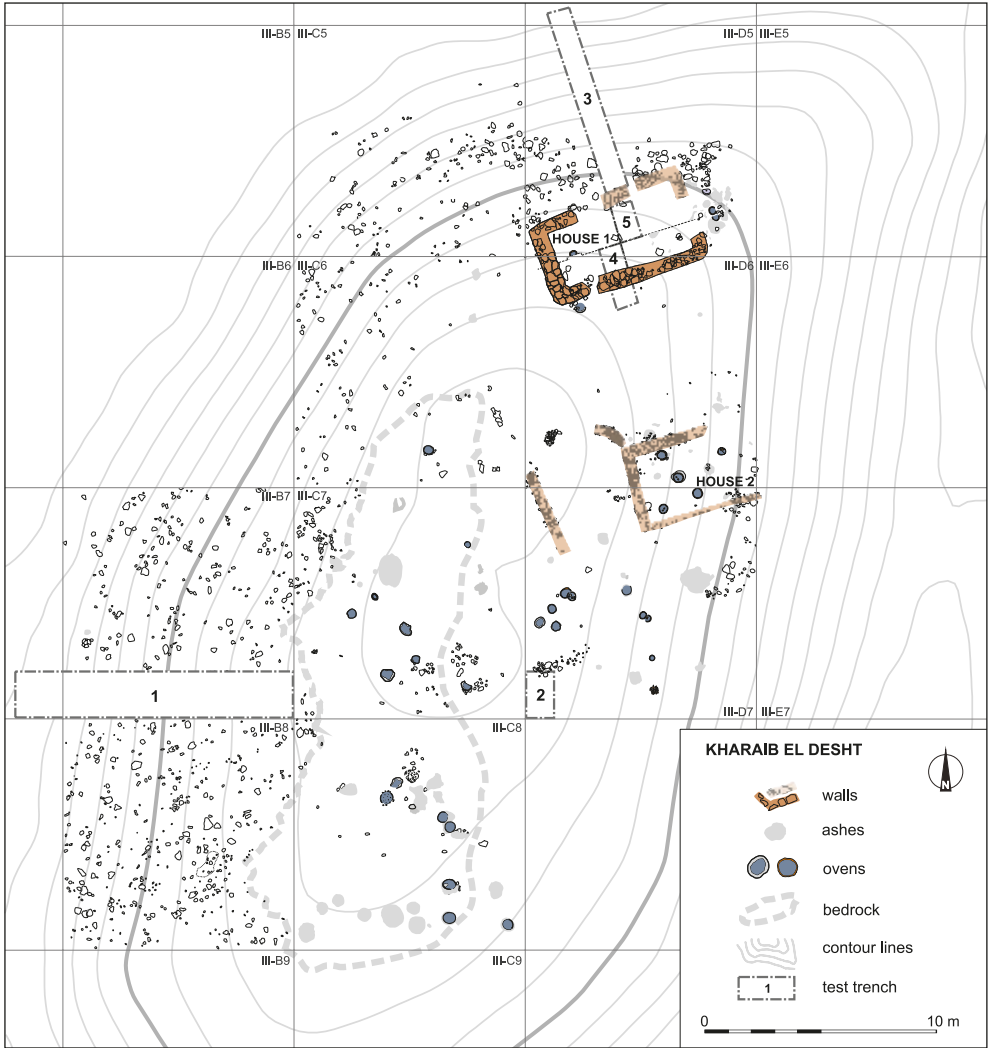 III-B5 III-C5 III-D5 III-E5
3
5
HOUSE 1
4
III-B6 III-C6 III-D6 III-E6
HOUSE 2
III-B7 III-C7
1
2
III-D7 III-E7
III-B8 III-C8
KHARAIB EL DESHT
N
walls
ashes
ovens
bedrock
contour lines
1 test trench
III-B9 III-C9
0 10 m